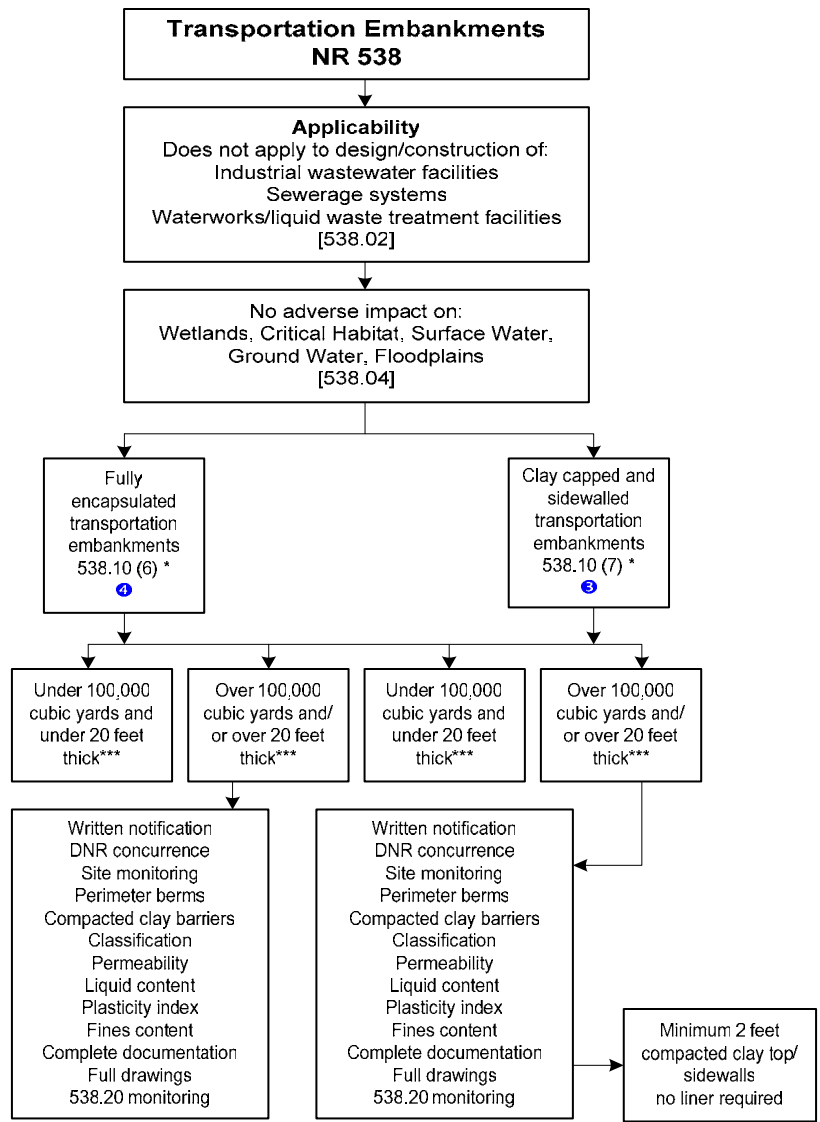 Transportation Embankments
NR 538
Applicability
Does not apply to design/construction of:
Industrial wastewater facilities
Sewerage systems
Waterworks/liquid waste treatment facilities
[538.02]
No adverse impact on:
Wetlands, Critical Habitat, Surface Water,
Ground Water, Floodplains
[538.04]
Fully
encapsulated
transportation
embankments
538.10 (6) *
4
Clay capped and
sidewalled
transportation
embankments
538.10 (7) *
3
Under 100,000
cubic yards and
under 20 feet
thick***
Over 100,000
cubic yards and/
or over 20 feet
thick***
Under 100,000
cubic yards and
under 20 feet
thick***
Over 100,000
cubic yards and/
or over 20 feet
thick***
Written notification
DNR concurrence
Site monitoring
Perimeter berms
Compacted clay barriers
Classification
Permeability
Liquid content
Plasticity index
Fines content
Complete documentation
Full drawings
538.20 monitoring
Written notification
DNR concurrence
Site monitoring
Perimeter berms
Compacted clay barriers
Classification
Permeability
Liquid content
Plasticity index
Fines content
Complete documentation
Full drawings
538.20 monitoring
Minimum 2 feet
compacted clay top/
sidewalls
no liner required